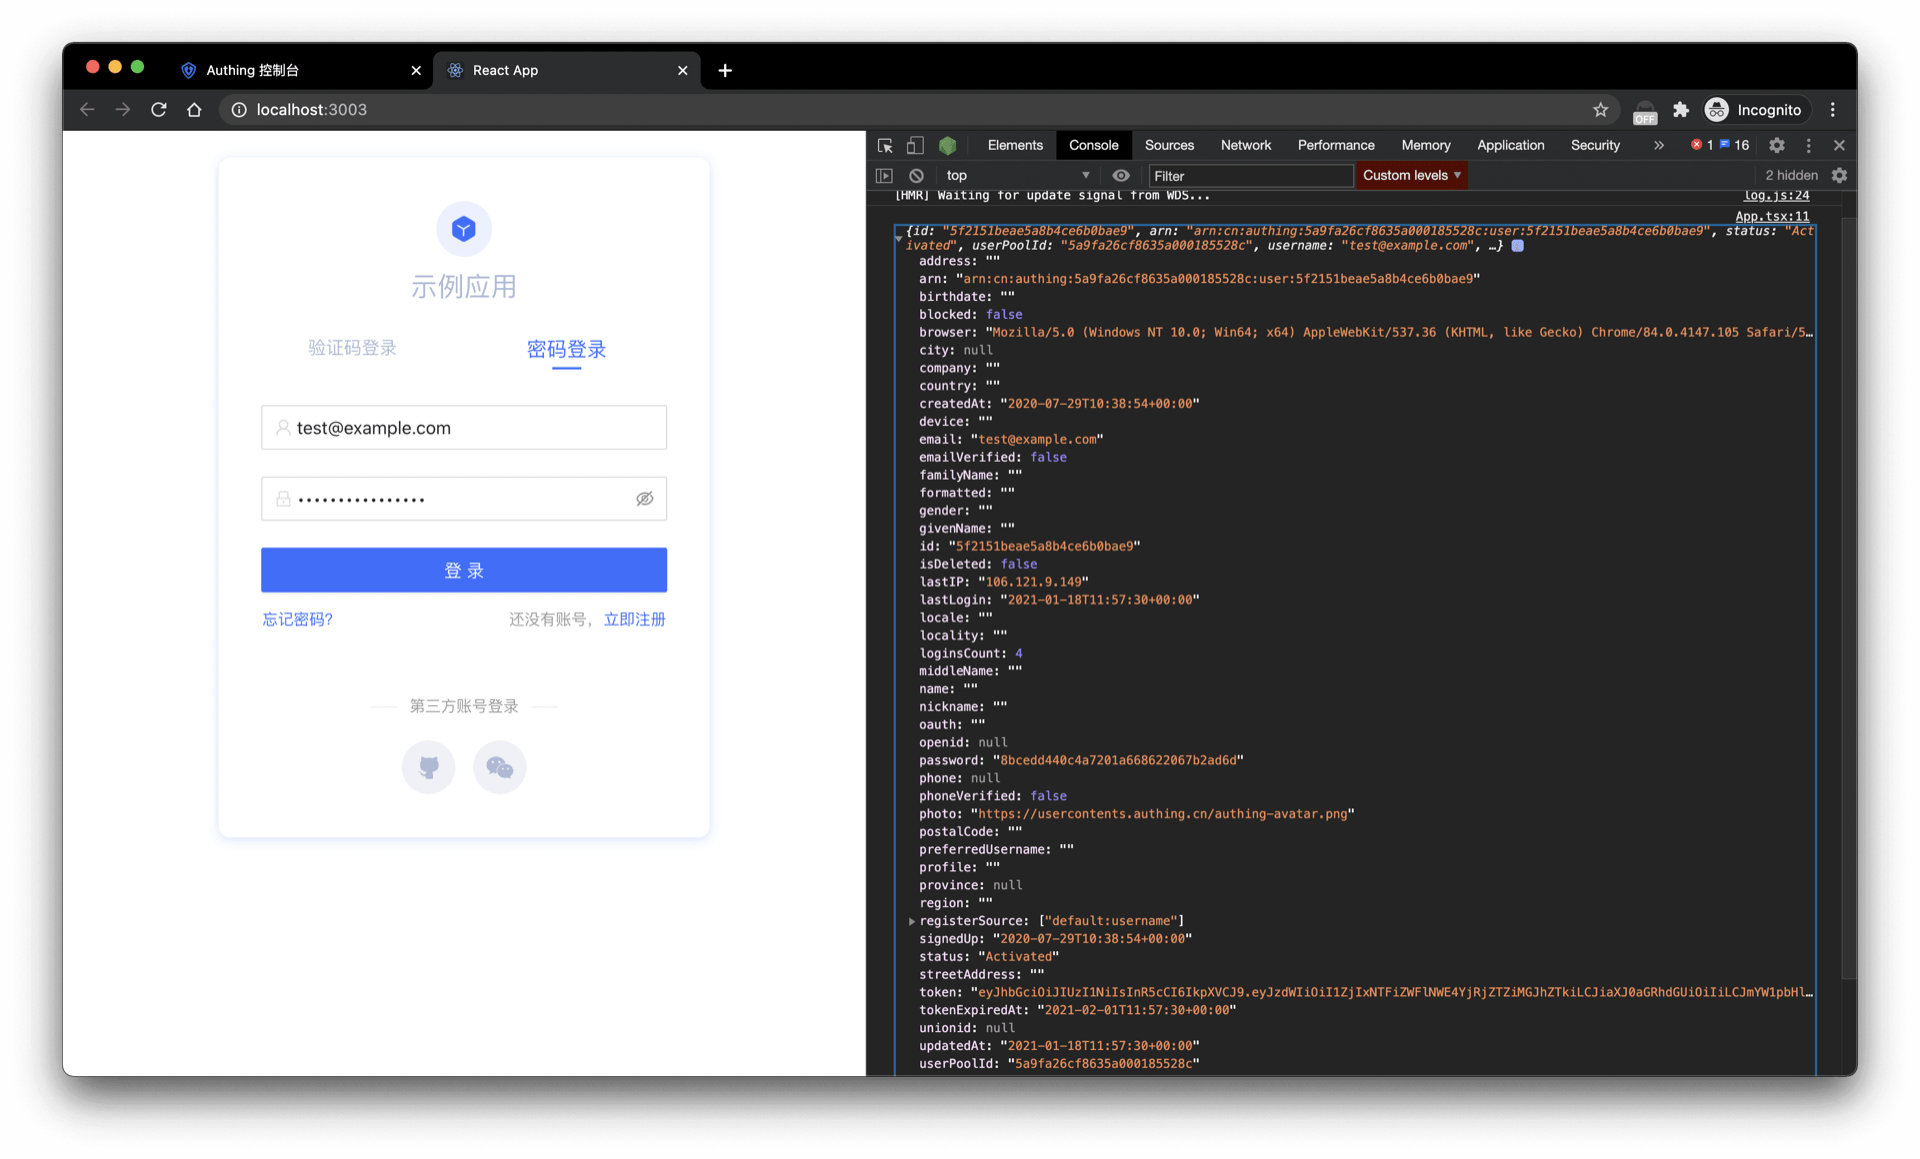 Authing 控制台
React App
localhost:3003
OFF
Incognito
示例应用
验证码登录
密码登录
test@example.com
登 录
忘记密码?
还没有账号，立即注册
第三方账号登录
Elements
Console
Sources
Network
Performance
Memory
Application
Security
1
16
top
Filter
Custom levels
2 hidden
[HMR] Waiting for update signal from WDS...
log.js:24
App.tsx:11
{id: "5f2151beae5a8b4ce6b0bae9", arn: "arn:cn:authing:5a9fa26cf8635a000185528c:user:5f2151beae5a8b4ce6b0bae9", status: "Act
ivated", userPoolId: "5a9fa26cf8635a000185528c", username: "test@example.com", …}
address: ""
arn: "arn:cn:authing:5a9fa26cf8635a000185528c:user:5f2151beae5a8b4ce6b0bae9"
birthdate: ""
blocked: false
browser: "Mozilla/5.0 (Windows NT 10.0; Win64; x64) AppleWebKit/537.36 (KHTML, like Gecko) Chrome/84.0.4147.105 Safari/5…
city: null
company: ""
country: ""
createdAt: "2020-07-29T10:38:54+00:00"
device: ""
email: "test@example.com"
emailVerified: false
familyName: ""
formatted: ""
gender: ""
givenName: ""
id: "5f2151beae5a8b4ce6b0bae9"
isDeleted: false
lastIP: "106.121.9.149"
lastLogin: "2021-01-18T11:57:30+00:00"
locale: ""
locality: ""
loginsCount: 4
middleName: ""
name: ""
nickname: ""
oauth: ""
openid: null
password: "8bcedd440c4a7201a668622067b2ad6d"
phone: null
phoneVerified: false
photo: "https://usercontents.authing.cn/authing-avatar.png"
postalCode: ""
preferredUsername: ""
profile: ""
province: null
region: ""
registerSource: ["default:username"]
signedUp: "2020-07-29T10:38:54+00:00"
status: "Activated"
streetAddress: ""
token: "eyJhbGciOiJIUzI1NiIsInR5cCI6IkpXVCJ9.eyJzdWIiOiI1ZjIxNTFiZWFlNWE4YjRjZTZiMGJhZTkiLCJiaXJ0aGRhdGUiOiIiLCJmYW1pbHl…
tokenExpiredAt: "2021-02-01T11:57:30+00:00"
unionid: null
updatedAt: "2021-01-18T11:57:30+00:00"
userPoolId: "5a9fa26cf8635a000185528c"